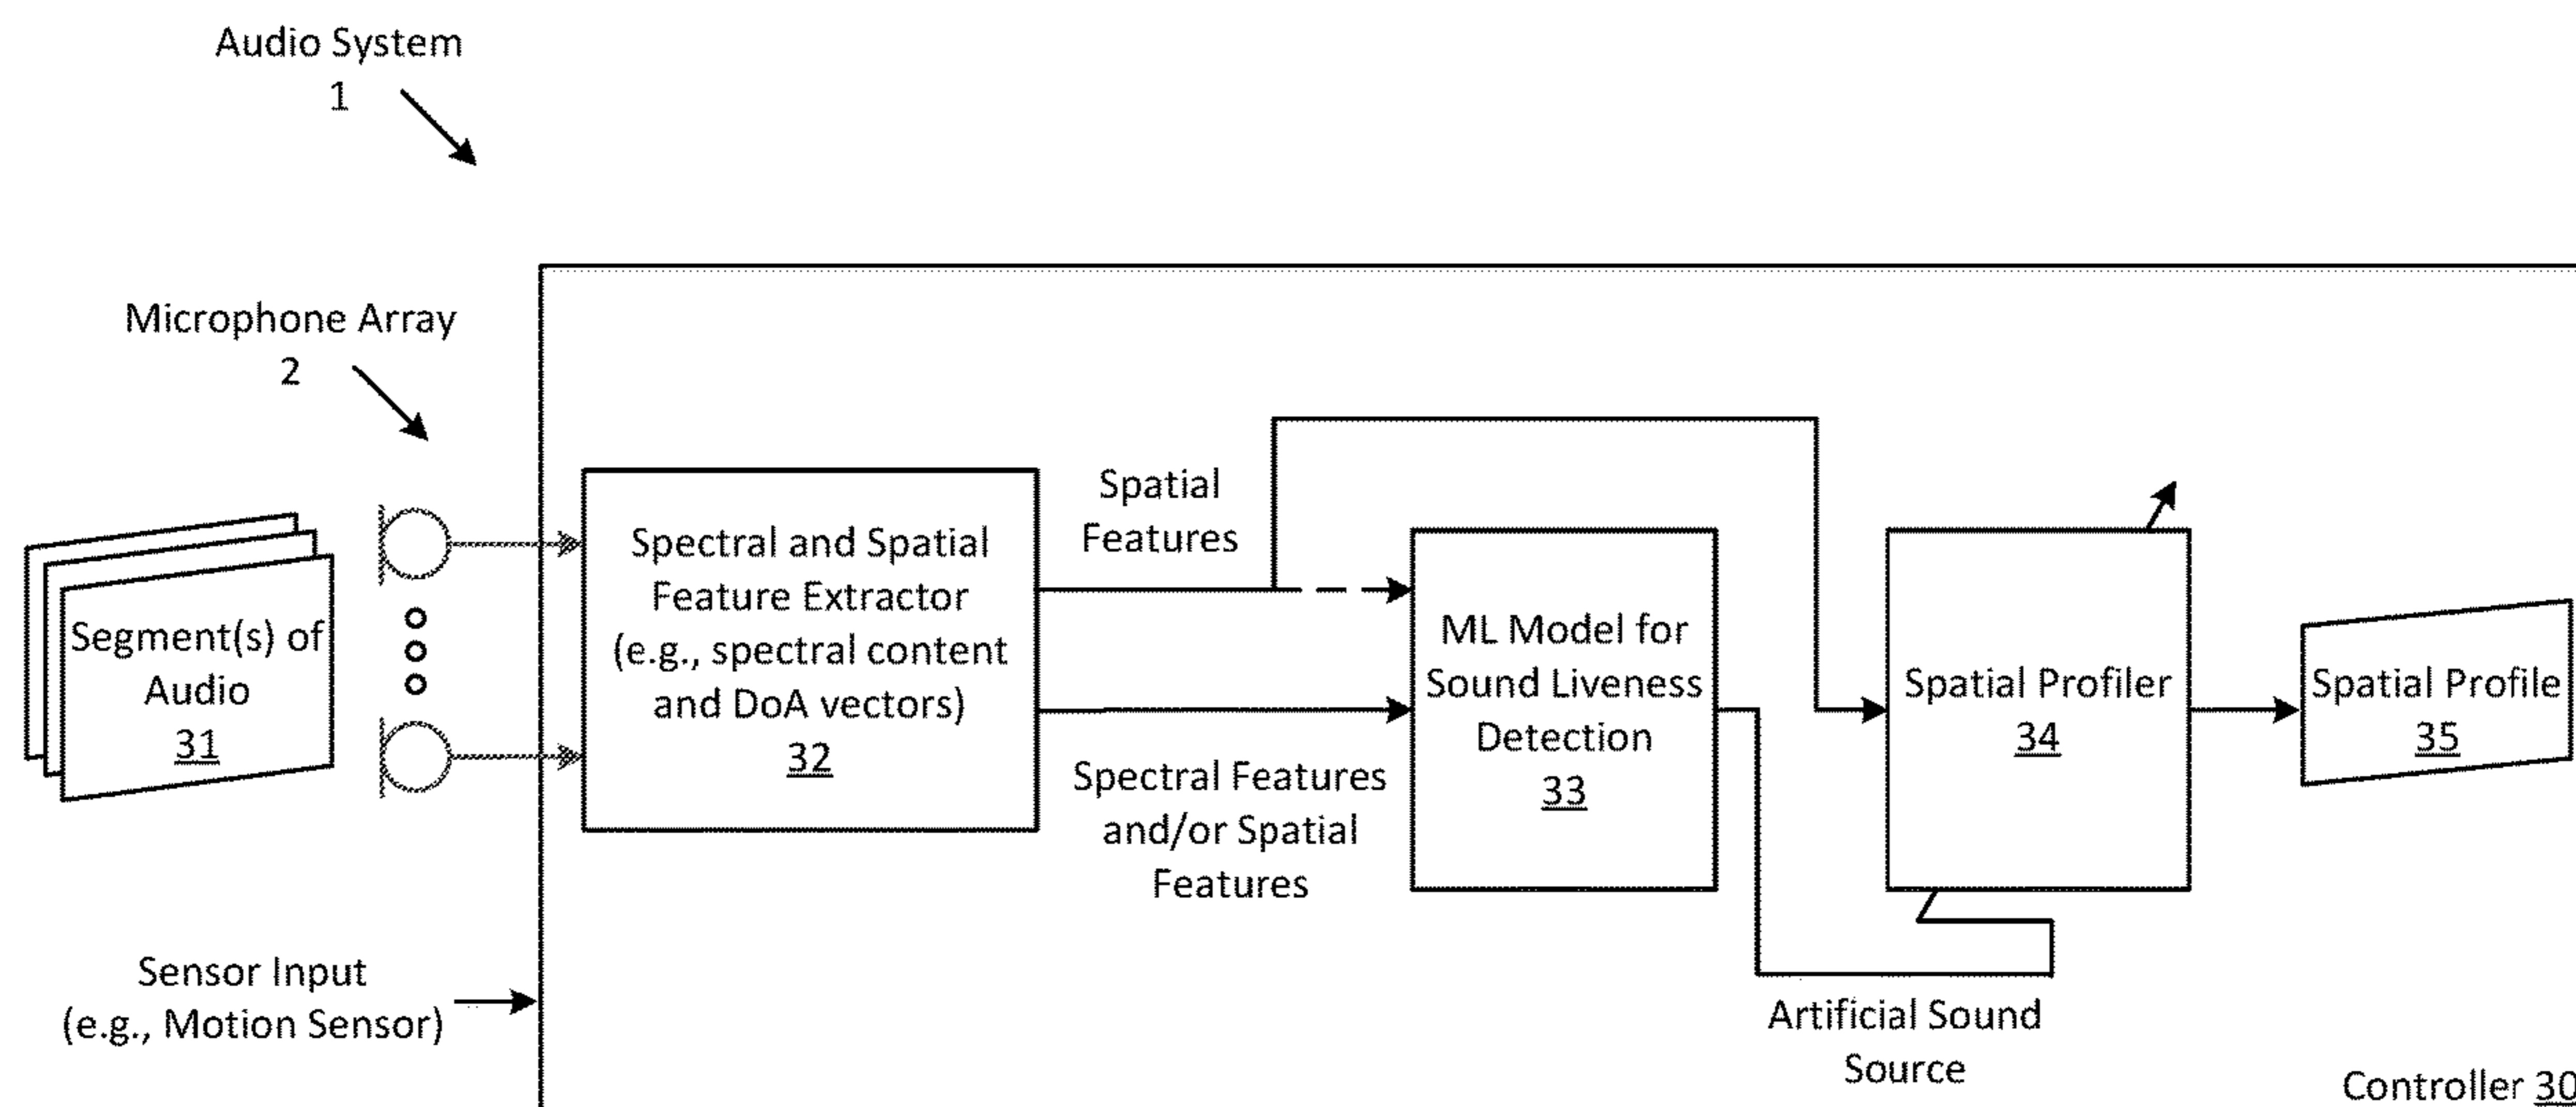 Audio System
1
Microphone Array
2
Segment(s) of
Audio
31
Sensor Input
(e.g., Motion Sensor)
Spectral and Spatial
Feature Extractor
(e.g., spectral content
and DoA vectors)
32
Spatial
Features
Spectral Features
and/or Spatial
Features
ML Model for
Sound Liveness
Detection
33
Artificial Sound
Source
Spatial Profiler
34
Spatial Profile
35
Controller 30